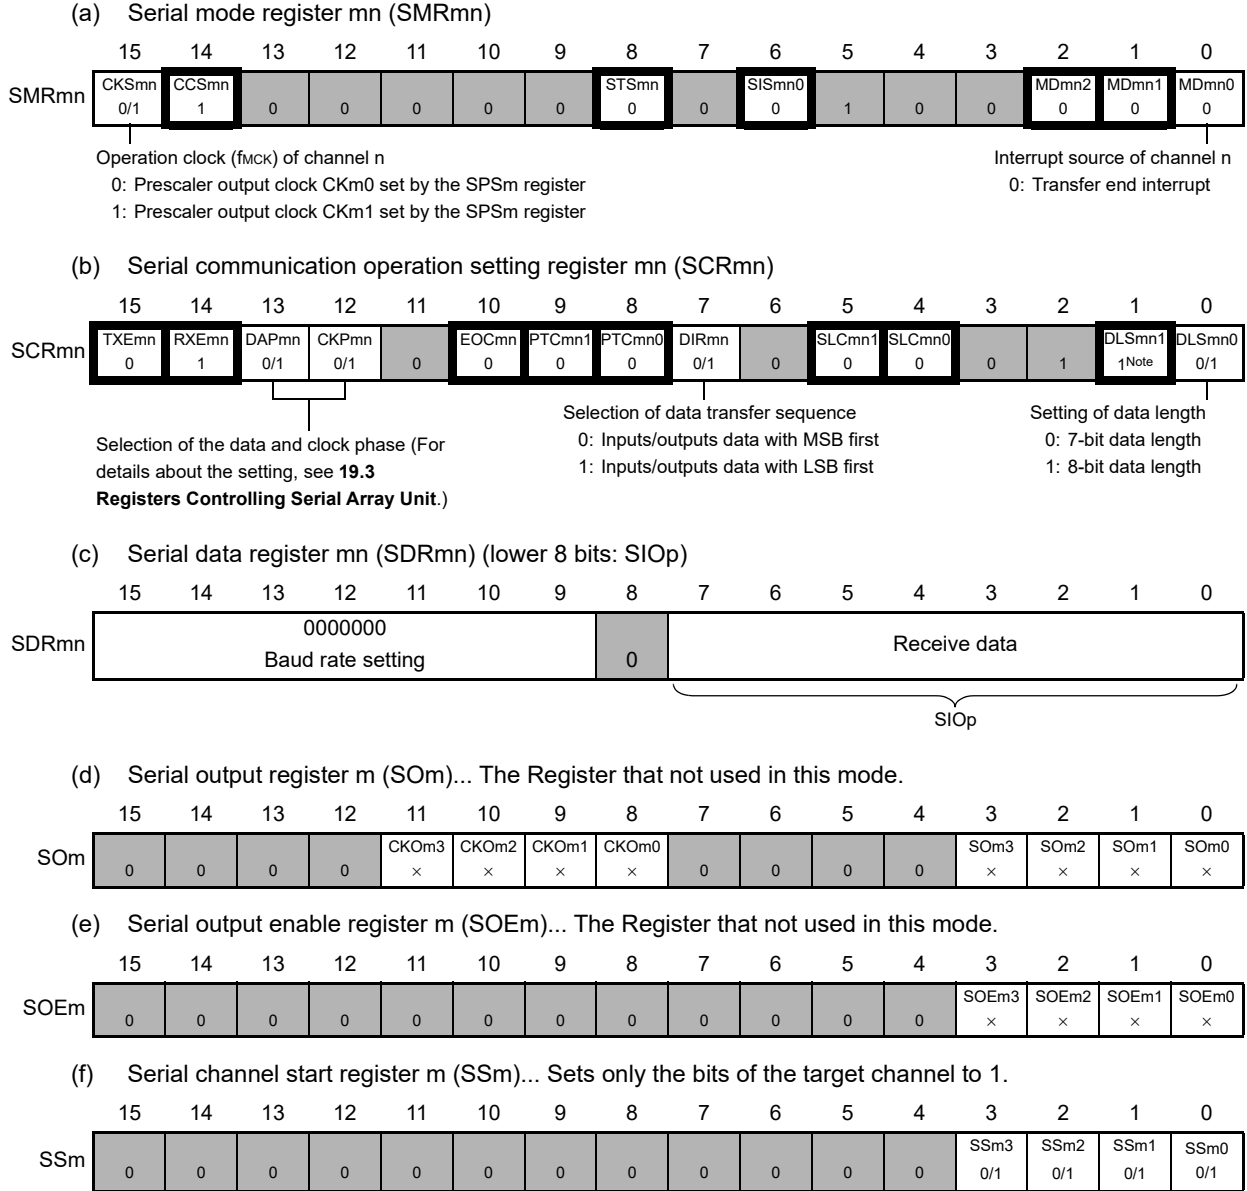 (a) Serial mode register mn (SMRmn)
15 14 13 12 11 10 9 8 7 6 5 4 3 2 1 0
SMRmn
CKSmn CCSmn STSmn SISmn0 MDmn2 MDmn1 MDmn0
0/1 1 0 0 0 0 0 0 0 0 1 0 0 0 0 0
Operation clock (fMCK) of channel n
0: Prescaler output clock CKm0 set by the SPSm register
1: Prescaler output clock CKm1 set by the SPSm register
Interrupt source of channel n
0: Transfer end interrupt
(b) Serial communication operation setting register mn (SCRmn)
15 14 13 12 11 10 9 8 7 6 5 4 3 2 1 0
SCRmn
TXEmn RXEmn DAPmn CKPmn EOCmn PTCmn1 PTCmn0 DIRmn SLCmn1 SLCmn0 DLSmn1 DLSmn0
0 1 0/1 0/1 0 0 0 0 0/1 0 0 0 0 1 1Note 0/1
Selection of the data and clock phase (For
details about the setting, see 19.3
Registers Controlling Serial Array Unit.)
Selection of data transfer sequence
0: Inputs/outputs data with MSB first
1: Inputs/outputs data with LSB first
Setting of data length
0: 7-bit data length
1: 8-bit data length
(c) Serial data register mn (SDRmn) (lower 8 bits: SIOp)
15 14 13 12 11 10 9 8 7 6 5 4 3 2 1 0
SDRmn
0000000
Baud rate setting
0
Receive data
SIOp
(d) Serial output register m (SOm)... The Register that not used in this mode.
15 14 13 12 11 10 9 8 7 6 5 4 3 2 1 0
SOm
CKOm3 CKOm2 CKOm1 CKOm0 SOm3 SOm2 SOm1 SOm0
0 0 0 0 × × × × 0 0 0 0 × × × ×
(e) Serial output enable register m (SOEm)... The Register that not used in this mode.
15 14 13 12 11 10 9 8 7 6 5 4 3 2 1 0
SOEm
SOEm3 SOEm2 SOEm1 SOEm0
0 0 0 0 0 0 0 0 0 0 0 0 × × × ×
(f) Serial channel start register m (SSm)... Sets only the bits of the target channel to 1.
15 14 13 12 11 10 9 8 7 6 5 4 3 2 1 0
SSm
SSm3 SSm2 SSm1 SSm0
0 0 0 0 0 0 0 0 0 0 0 0 0/1 0/1 0/1 0/1